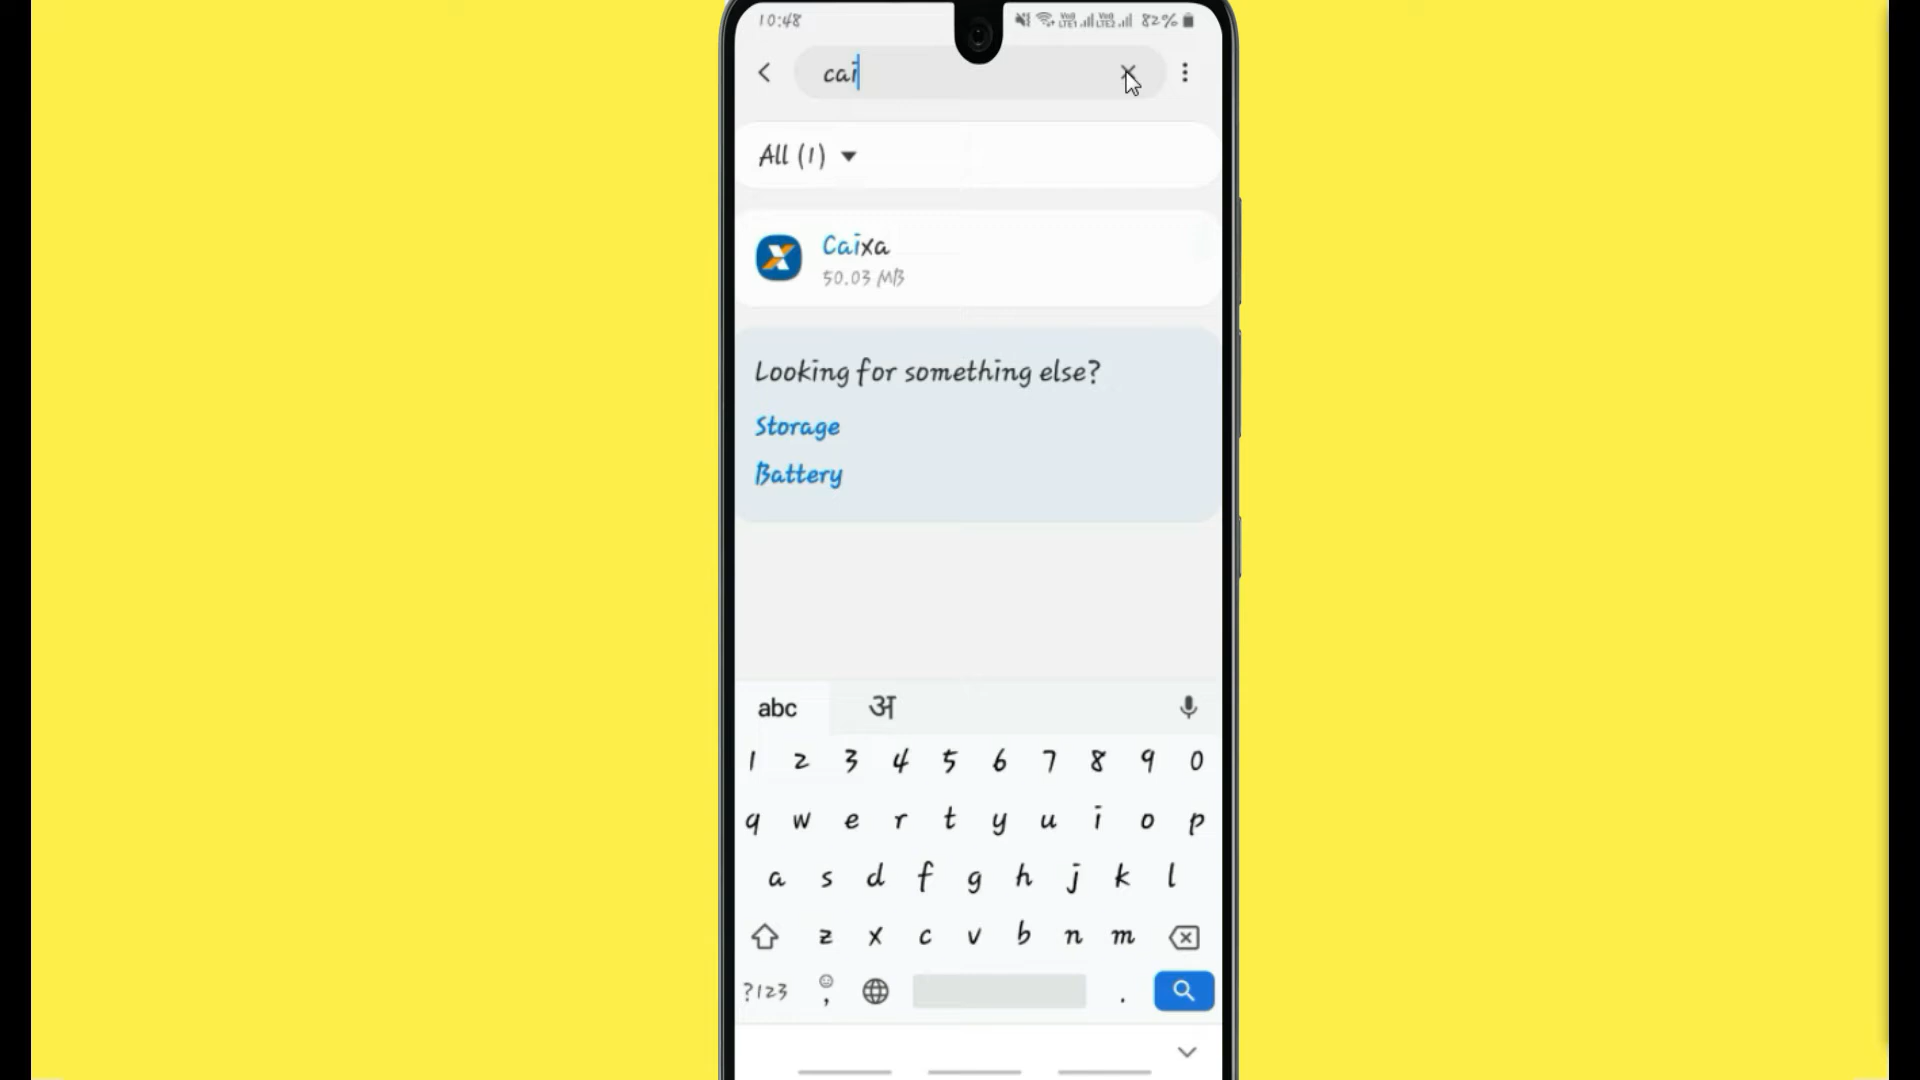 10:48 82%
cai
All (1)
Caixa
50.03 MB
Looking for something else?
Storage
Battery
abc अ
1 2 3 4 5 6 7 8 9 0
q w e r t y u i o p
a s d f g h j k l
z x c v b n m
?123 , .